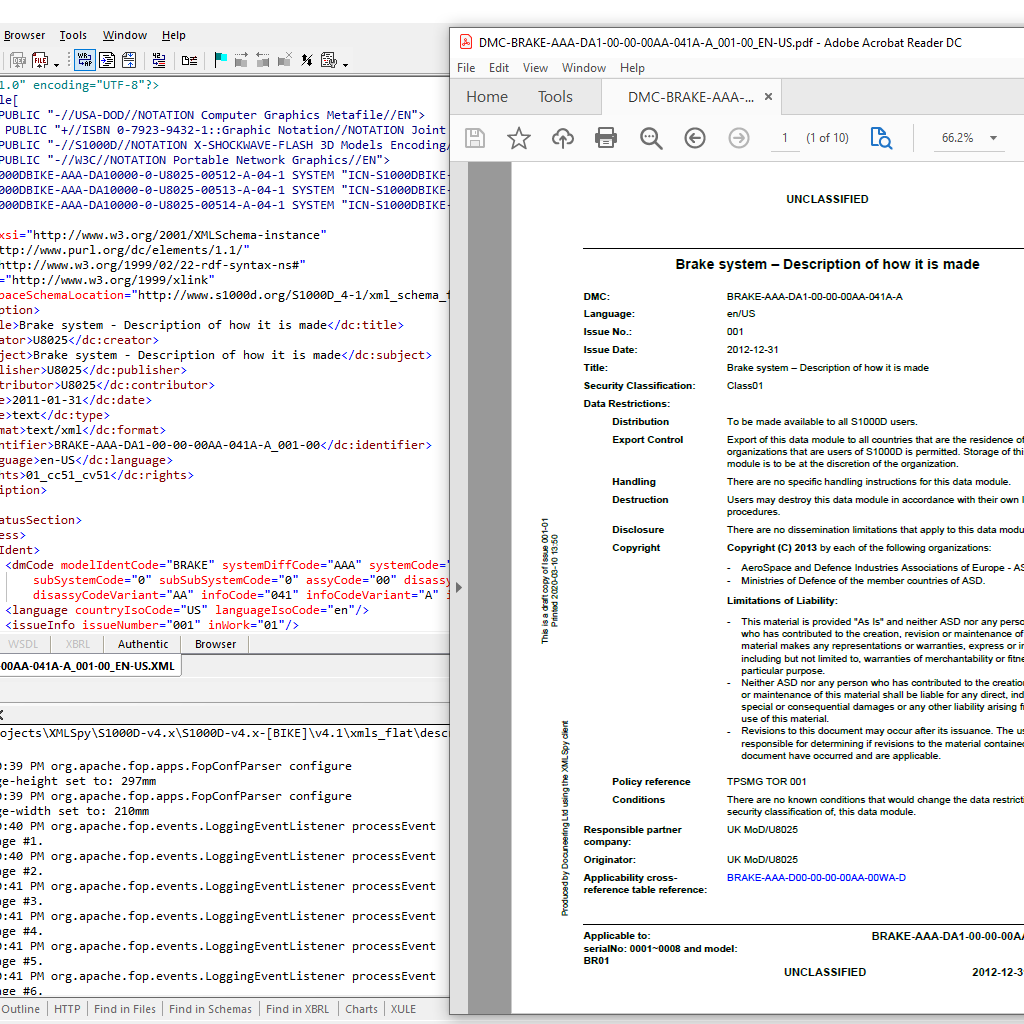 Browser Tools Window Help
1.0" encoding="UTF-8"?>
le[
PUBLIC "-//USA-DOD//NOTATION Computer Graphics Metafile//EN">
PUBLIC "+//ISBN 0-7923-9432-1::Graphic Notation//NOTATION Joint
PUBLIC "-//S1000D//NOTATION X-SHOCKWAVE-FLASH 3D Models Encoding/
PUBLIC "-//W3C//NOTATION Portable Network Graphics//EN">
000DBIKE-AAA-DA10000-0-U8025-00512-A-04-1 SYSTEM "ICN-S1000DBIKE-
000DBIKE-AAA-DA10000-0-U8025-00513-A-04-1 SYSTEM "ICN-S1000DBIKE-
000DBIKE-AAA-DA10000-0-U8025-00514-A-04-1 SYSTEM "ICN-S1000DBIKE-
xsi="http://www.w3.org/2001/XMLSchema-instance"
ttp://www.purl.org/dc/elements/1.1/"
http://www.w3.org/1999/02/22-rdf-syntax-ns#"
="http://www.w3.org/1999/xlink"
paceSchemaLocation="http://www.s1000d.org/S1000D_4-1/xml_schema_f
ption>
le>Brake system - Description of how it is made</dc:title>
ator>U8025</dc:creator>
ject>Brake system - Description of how it is made</dc:subject>
lisher>U8025</dc:publisher>
tributor>U8025</dc:contributor>
e>2011-01-31</dc:date>
e>text</dc:type>
mat>text/xml</dc:format>
ntifier>BRAKE-AAA-DA1-00-00-00AA-041A-A_001-00</dc:identifier>
guage>en-US</dc:language>
hts>01_cc51_cv51</dc:rights>
iption>
atusSection>
ess>
Ident>
<dmCode modelIdentCode="BRAKE" systemDiffCode="AAA" systemCode="
subSystemCode="0" subSubSystemCode="0" assyCode="00" disassy
disassyCodeVariant="AA" infoCode="041" infoCodeVariant="A" i
<language countryIsoCode="US" languageIsoCode="en"/>
<issueInfo issueNumber="001" inWork="01"/>
WSDL XBRL Authentic Browser
00AA-041A-A_001-00_EN-US.XML
ojects\XMLSpy\S1000D-v4.x\S1000D-v4.x-[BIKE]\v4.1\xmls_flat\descr
0:39 PM org.apache.fop.apps.FopConfParser configure
ge-height set to: 297mm
0:39 PM org.apache.fop.apps.FopConfParser configure
ge-width set to: 210mm
0:40 PM org.apache.fop.events.LoggingEventListener processEvent
age #1.
0:40 PM org.apache.fop.events.LoggingEventListener processEvent
age #2.
0:41 PM org.apache.fop.events.LoggingEventListener processEvent
age #3.
0:41 PM org.apache.fop.events.LoggingEventListener processEvent
age #4.
0:41 PM org.apache.fop.events.LoggingEventListener processEvent
age #5.
0:41 PM org.apache.fop.events.LoggingEventListener processEvent
age #6.
Outline HTTP Find in Files Find in Schemas Find in XBRL Charts XULE
DMC-BRAKE-AAA-DA1-00-00-00AA-041A-A_001-00_EN-US.pdf - Adobe Acrobat Reader DC
File Edit View Window Help
Home Tools DMC-BRAKE-AAA-... ×
1 (1 of 10) 66.2%
UNCLASSIFIED
Brake system – Description of how it is made
DMC: BRAKE-AAA-DA1-00-00-00AA-041A-A
Language: en/US
Issue No.: 001
Issue Date: 2012-12-31
Title: Brake system – Description of how it is made
Security Classification: Class01
Data Restrictions:
Distribution To be made available to all S1000D users.
Export Control Export of this data module to all countries that are the residence of
organizations that are users of S1000D is permitted. Storage of thi
module is to be at the discretion of the organization.
Handling There are no specific handling instructions for this data module.
Destruction Users may destroy this data module in accordance with their own l
procedures.
Disclosure There are no dissemination limitations that apply to this data modu
Copyright Copyright (C) 2013 by each of the following organizations:
- AeroSpace and Defence Industries Associations of Europe - AS
- Ministries of Defence of the member countries of ASD.
Limitations of Liability:
- This material is provided "As Is" and neither ASD nor any perso
who has contributed to the creation, revision or maintenance of
material makes any representations or warranties, express or i
including but not limited to, warranties of merchantability or fitne
particular purpose.
- Neither ASD nor any person who has contributed to the creation
or maintenance of this material shall be liable for any direct, ind
special or consequential damages or any other liability arising f
use of this material.
- Revisions to this document may occur after its issuance. The us
responsible for determining if revisions to the material containe
document have occurred and are applicable.
Policy reference TPSMG TOR 001
Conditions There are no known conditions that would change the data restricti
security classification of, this data module.
Responsible partner UK MoD/U8025
company:
Originator: UK MoD/U8025
Applicability cross- BRAKE-AAA-D00-00-00-00AA-00WA-D
reference table reference:
This is a draft copy of issue 001-01
Printed 2020-03-10 13:50
Produced by Docuneering Ltd using the XMLSpy client
Applicable to: BRAKE-AAA-DA1-00-00-00AA
serialNo: 0001~0008 and model:
BR01
UNCLASSIFIED 2012-12-3